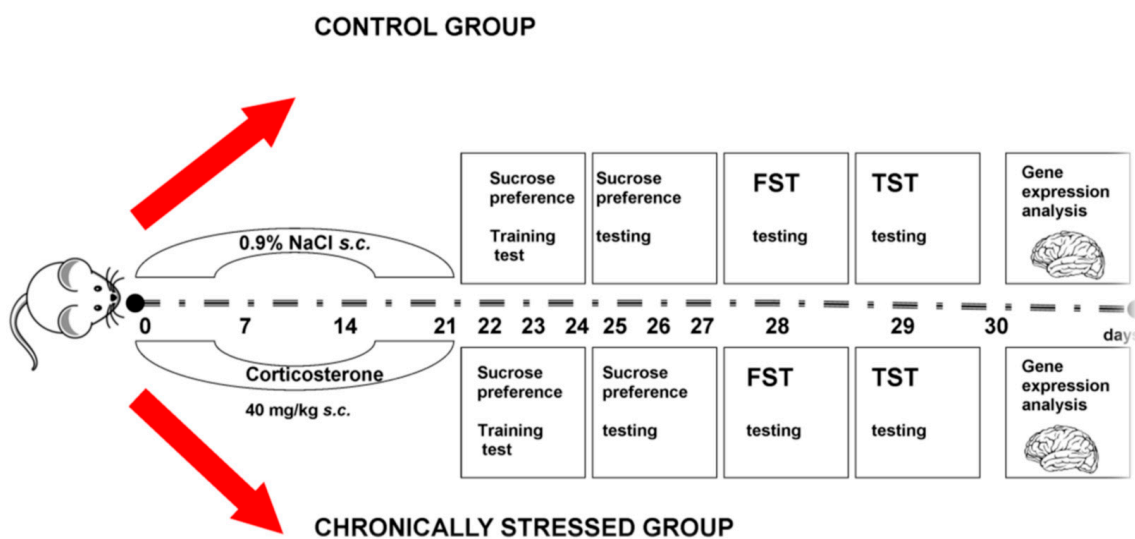 CONTROL GROUP
Sucrose
preference
Training
test
Sucrose
preference
testing
FST
testing
TST
testing
Gene
expression
analysis
0.9% NaCl s.c.
0 7 14 21 22 23 24 25 26 27 28 29 30
days
Corticosterone
40 mg/kg s.c.
Sucrose
preference
Training
test
Sucrose
preference
testing
FST
testing
TST
testing
Gene
expression
analysis
CHRONICALLY STRESSED GROUP